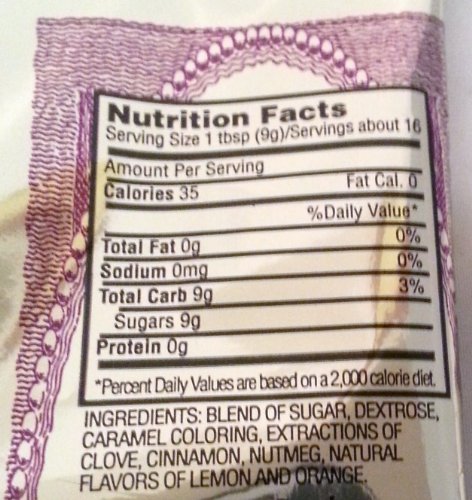 Nutrition Facts
Serving Size 1 tbsp (9g)/Servings about 16
Amount Per Serving
Calories 35 Fat Cal. 0
%Daily Value*
Total Fat 0g 0%
Sodium 0mg 0%
Total Carb 9g 3%
Sugars 9g
Protein 0g
*Percent Daily Values are based on a 2,000 calorie diet.
INGREDIENTS: BLEND OF SUGAR, DEXTROSE,
CARAMEL COLORING, EXTRACTIONS OF
CLOVE, CINNAMON, NUTMEG, NATURAL
FLAVORS OF LEMON AND ORANGE.